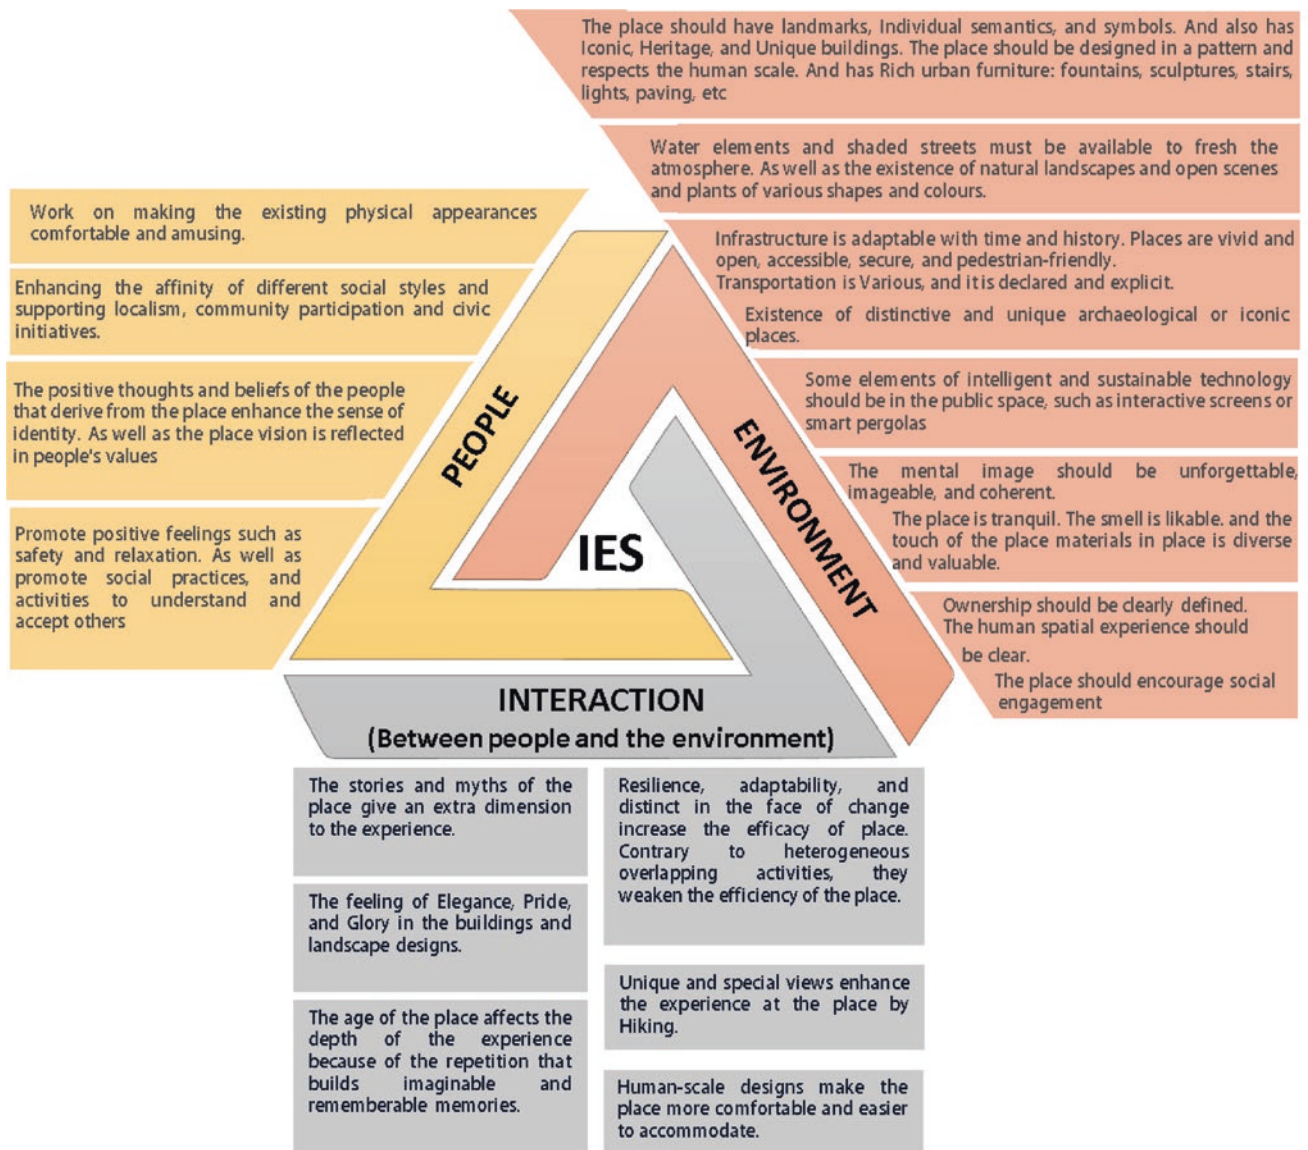 The place should have landmarks, Individual semantics, and symbols. And also has
Iconic, Heritage, and Unique buildings. The place should be designed in a pattern and
respects the human scale. And has Rich urban furniture: fountains, sculptures, stairs,
lights, paving, etc
Water elements and shaded streets must be available to fresh the
atmosphere. As well as the existence of natural landscapes and open scenes
and plants of various shapes and colours.
Infrastructure is adaptable with time and history. Places are vivid and
open, accessible, secure, and pedestrian-friendly.
Transportation is Various, and it is declared and explicit.
Existence of distinctive and unique archaeological or iconic
places.
Some elements of intelligent and sustainable technology
should be in the public space, such as interactive screens or
smart pergolas
The mental image should be unforgettable,
imageable, and coherent.
The place is tranquil. The smell is likable. and the
touch of the place materials in place is diverse
and valuable.
Ownership should be clearly defined.
The human spatial experience should
be clear.
The place should encourage social
engagement
Work on making the existing physical appearances
comfortable and amusing.
Enhancing the affinity of different social styles and
supporting localism, community participation and civic
initiatives.
The positive thoughts and beliefs of the people
that derive from the place enhance the sense of
identity. As well as the place vision is reflected
in people's values
Promote positive feelings such as
safety and relaxation. As well as
promote social practices, and
activities to understand and
accept others
PEOPLE
ENVIRONMENT
IES
INTERACTION
(Between people and the environment)
The stories and myths of the
place give an extra dimension
to the experience.
The feeling of Elegance, Pride,
and Glory in the buildings and
landscape designs.
The age of the place affects the
depth of the experience
because of the repetition that
builds imaginable and
rememberable memories.
Resilience, adaptability, and
distinct in the face of change
increase the efficacy of place.
Contrary to heterogeneous
overlapping activities, they
weaken the efficiency of the place.
Unique and special views enhance
the experience at the place by
Hiking.
Human-scale designs make the
place more comfortable and easier
to accommodate.